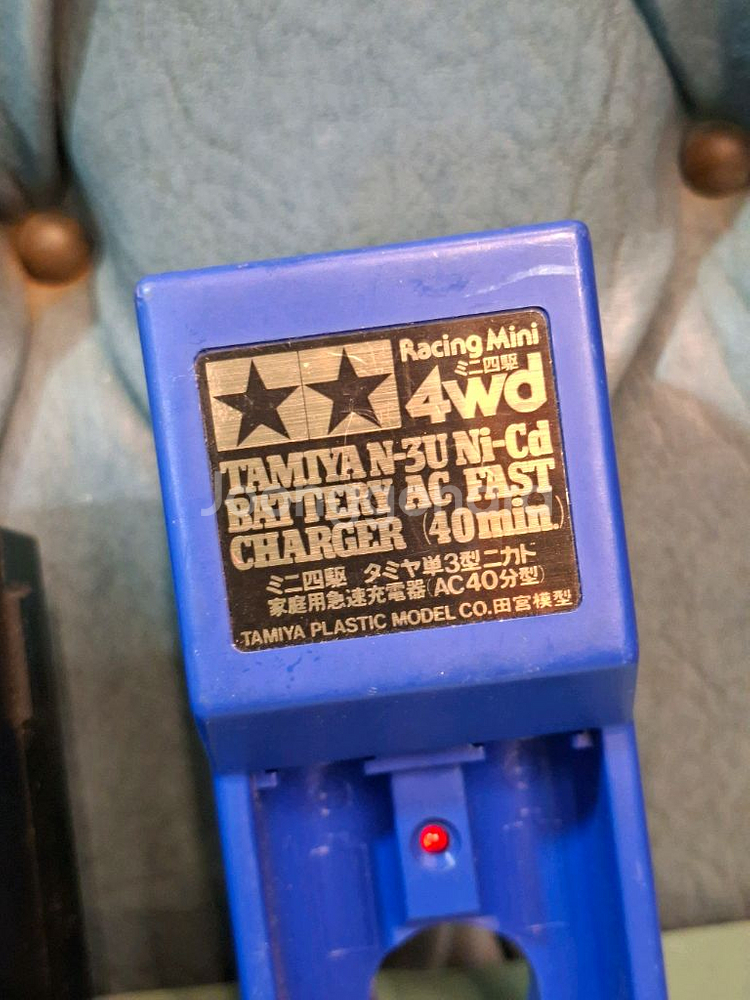 Racing Mini
ミニ四駆
4wd
TAMIYA N-3U Ni-Cd
BATTERY AC FAST
CHARGER (40min.)
ミニ四駆 タミヤ単3型ニカド
家庭用急速充電器(AC40分型)
TAMIYA PLASTIC MODEL CO.田宮模型
Joonggonara